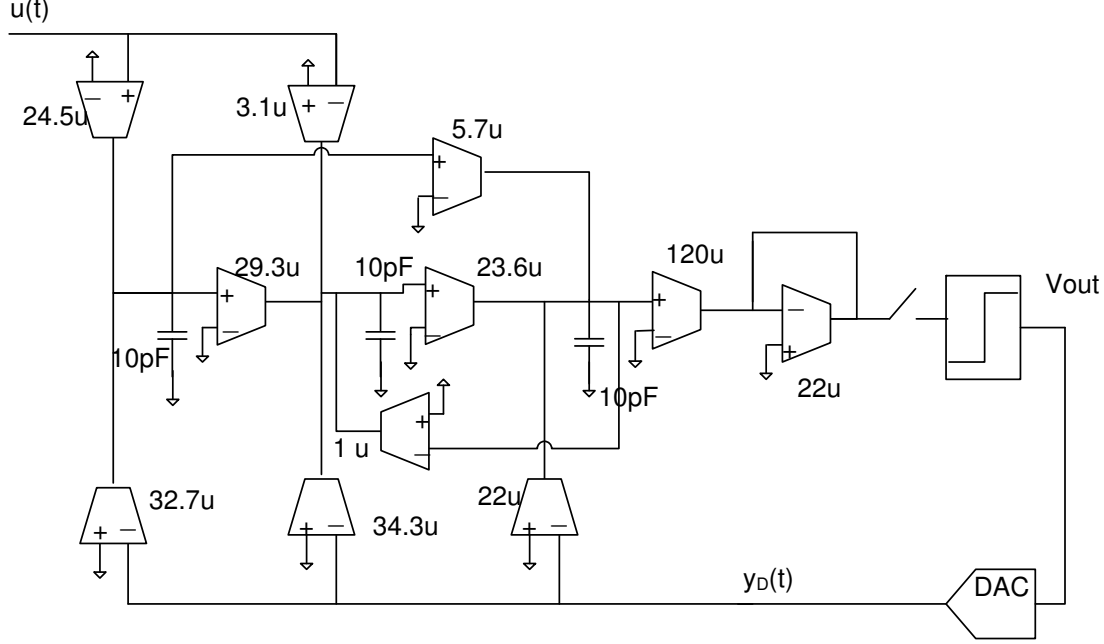 u(t)
24.5u
− +
3.1u
+ −
5.7u
+
−
29.3u
+
−
10pF
10pF
23.6u
+
−
120u
+
−
−
+
22u
Vout
10pF
1 u
+
−
32.7u
+ −
34.3u
+ −
22u
+ −
yD(t)
DAC